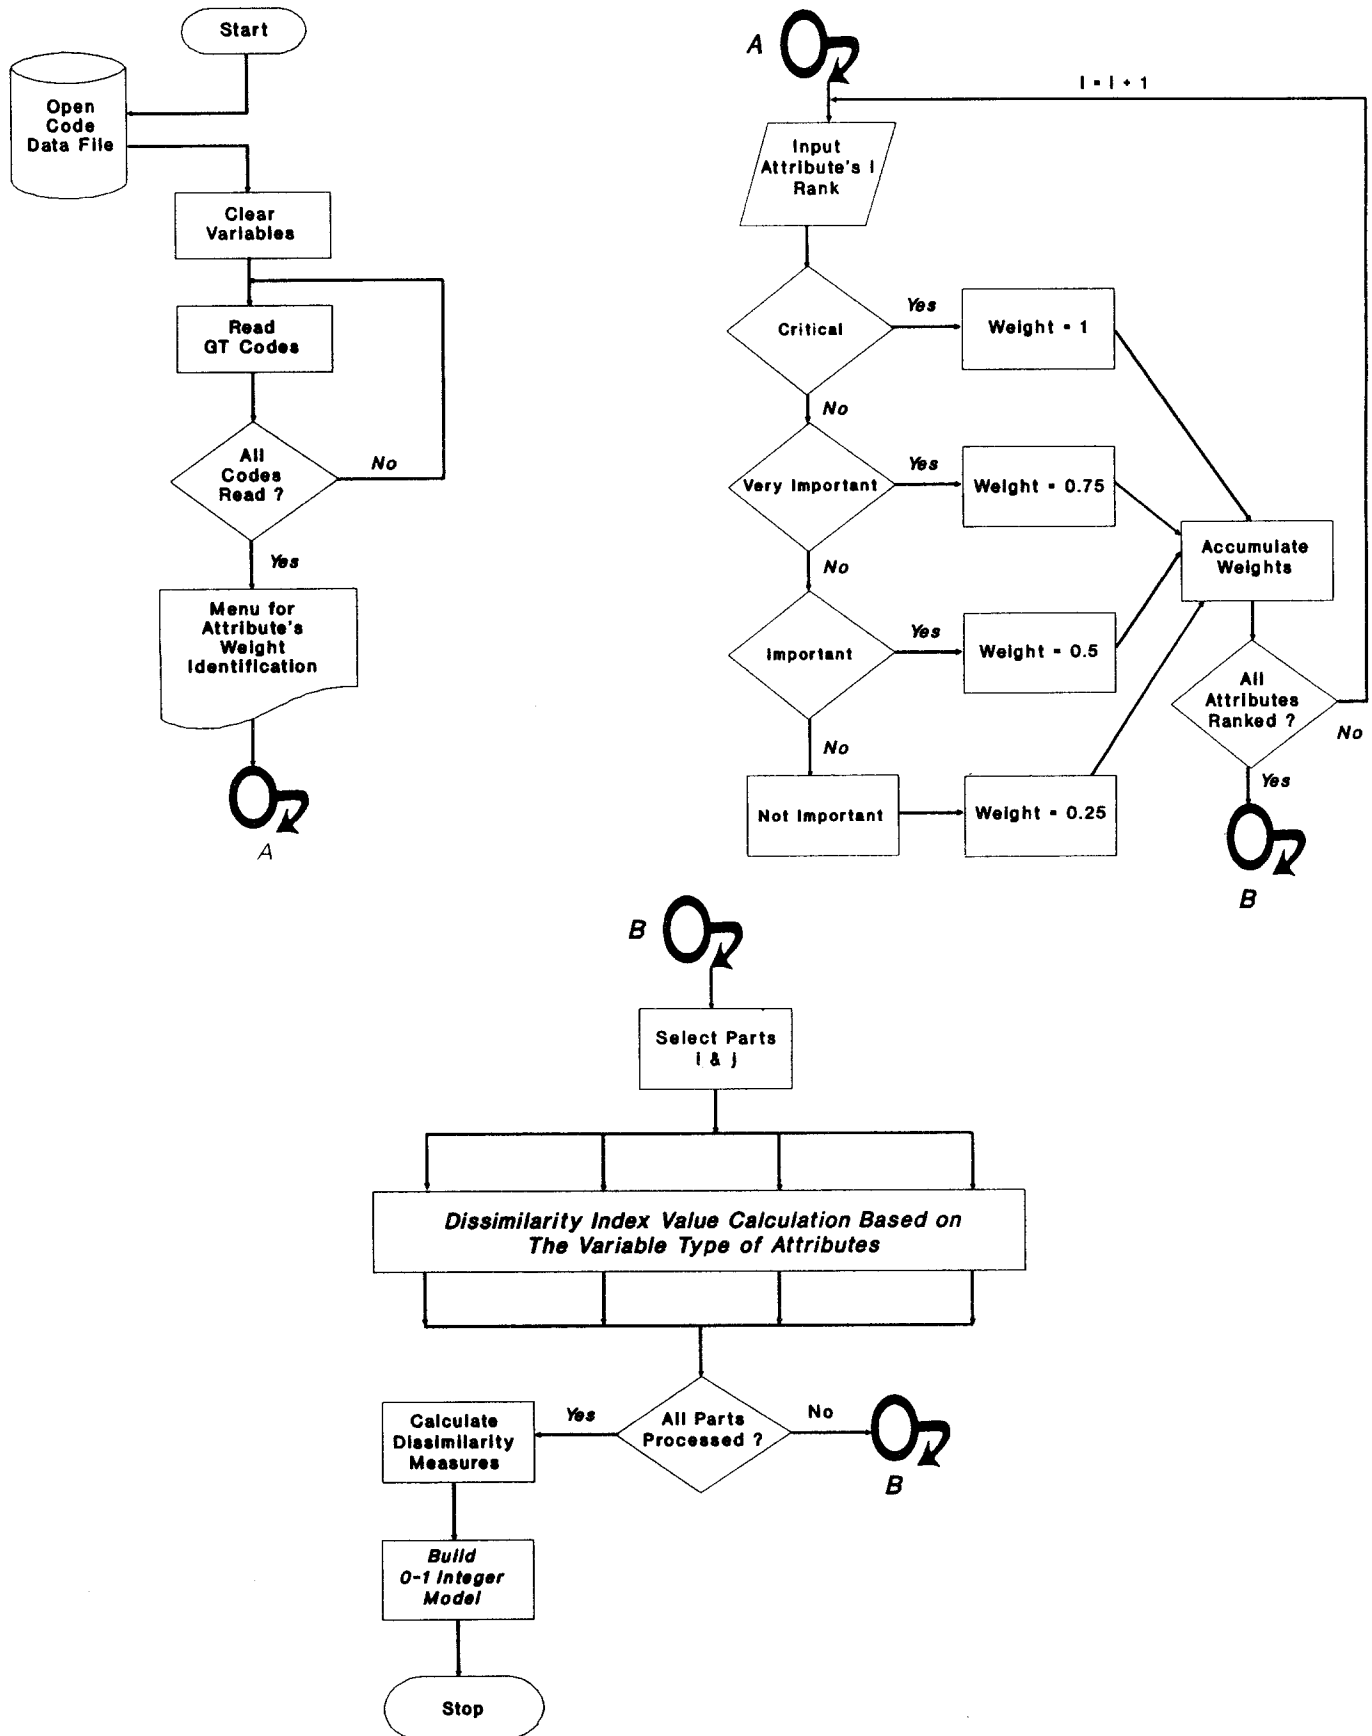 Start
Open
Code
Data File
Clear
Variables
Read
GT Codes
All
Codes
Read ?
No
Yes
Menu for
Attribute's
Weight
Identification
A
A
I = I + 1
Input
Attribute's I
Rank
Critical
Yes
Weight = 1
No
Very Important
Yes
Weight = 0.75
No
Important
Yes
Weight = 0.5
No
Not Important
Weight = 0.25
Accumulate
Weights
All
Attributes
Ranked ?
No
Yes
B
B
Select Parts
i & j
Dissimilarity Index Value Calculation Based on
The Variable Type of Attributes
All Parts
Processed ?
Yes
No
B
Calculate
Dissimilarity
Measures
Build
0-1 Integer
Model
Stop